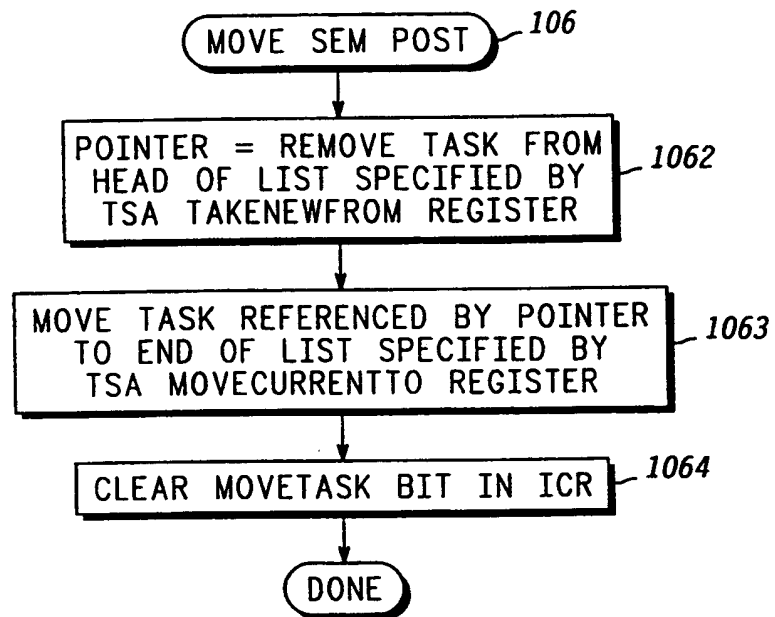 MOVE SEM POST
106
POINTER = REMOVE TASK FROM
HEAD OF LIST SPECIFIED BY
TSA TAKENEWFROM REGISTER
1062
MOVE TASK REFERENCED BY POINTER
TO END OF LIST SPECIFIED BY
TSA MOVECURRENTTO REGISTER
1063
CLEAR MOVETASK BIT IN ICR
1064
DONE